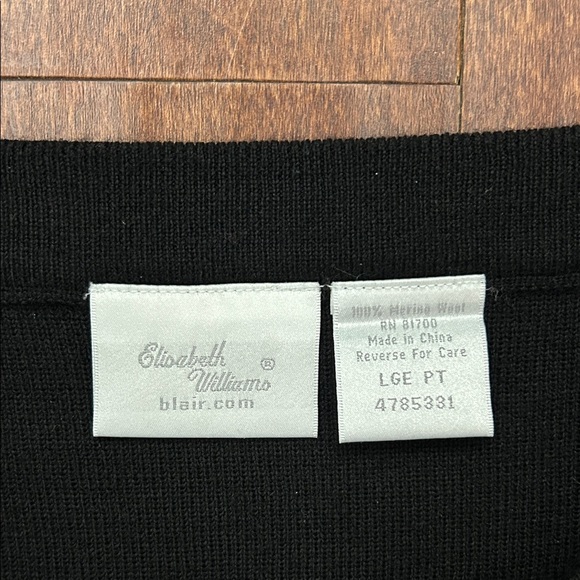 Elisabeth ®
Williams
blair.com
100% Merino Wool
RN 81700
Made in China
Reverse For Care
LGE PT
4785331